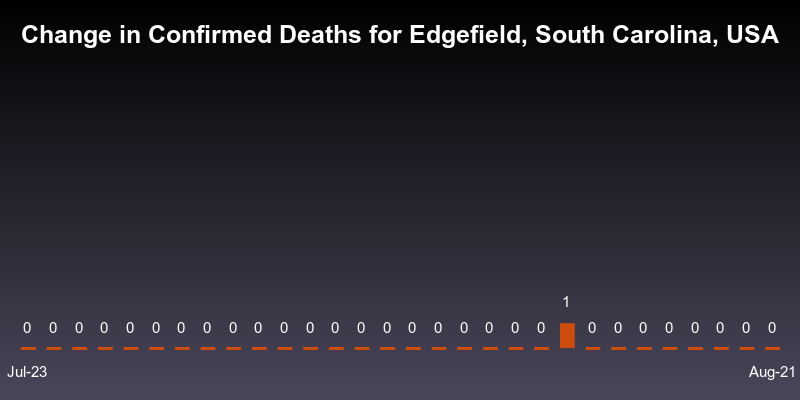 Change in Confirmed Deaths for Edgefield, South Carolina, USA
1
0 0 0 0 0 0 0 0 0 0 0 0 0 0 0 0 0 0 0 0 0 0 0 0 0 0 0 0 0
Jul-23 Aug-21